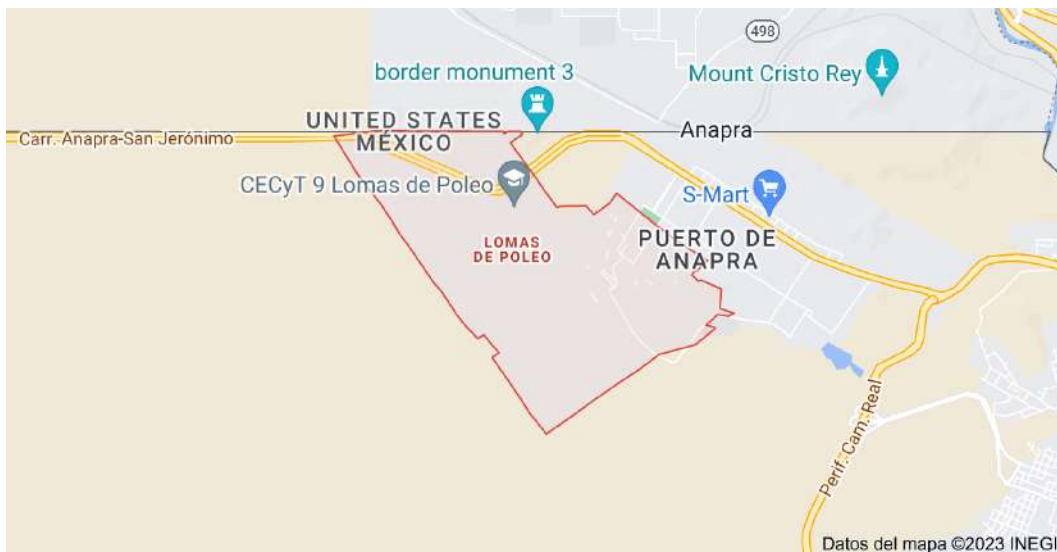 498
border monument 3
Mount Cristo Rey
UNITED STATES
MÉXICO
Anapra
Carr. Anapra-San Jerónimo
CECyT 9 Lomas de Poleo
S-Mart
LOMAS
DE POLEO
PUERTO DE
ANAPRA
Perif. Cam. Real
Datos del mapa ©2023 INEGI